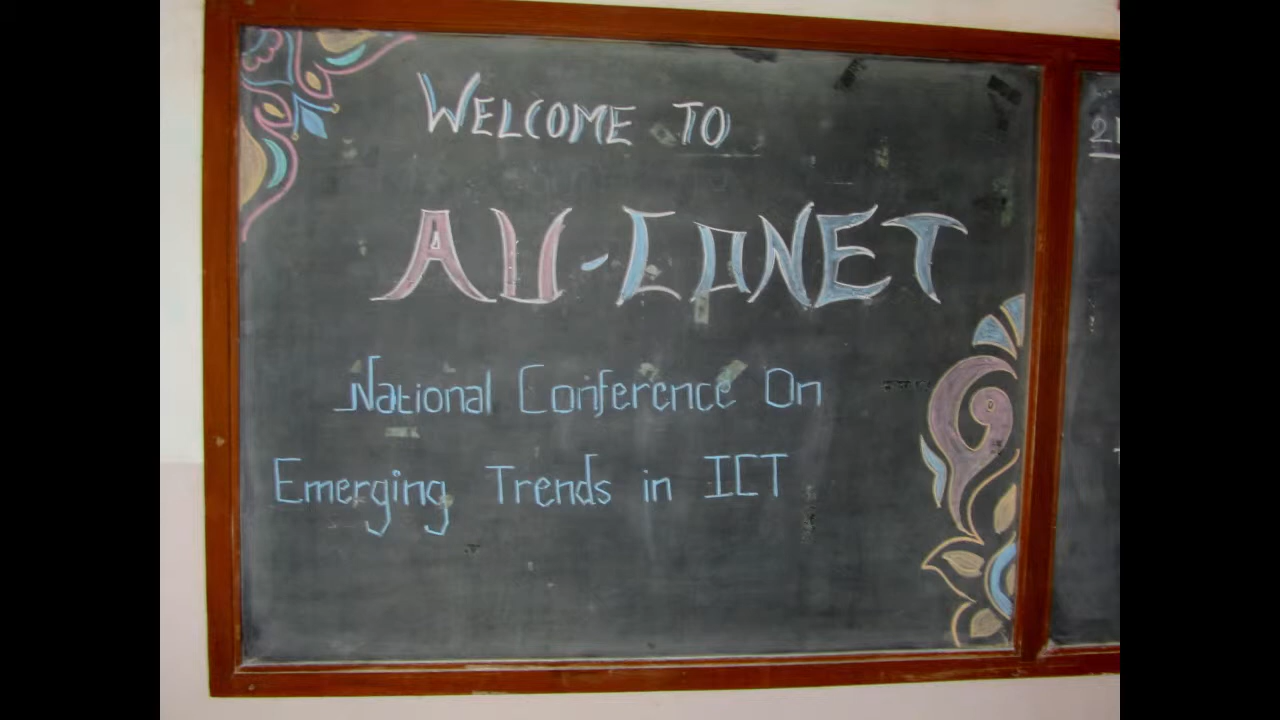 WELCOME TO
AU-CONET
National Conference On
Emerging Trends in ICT